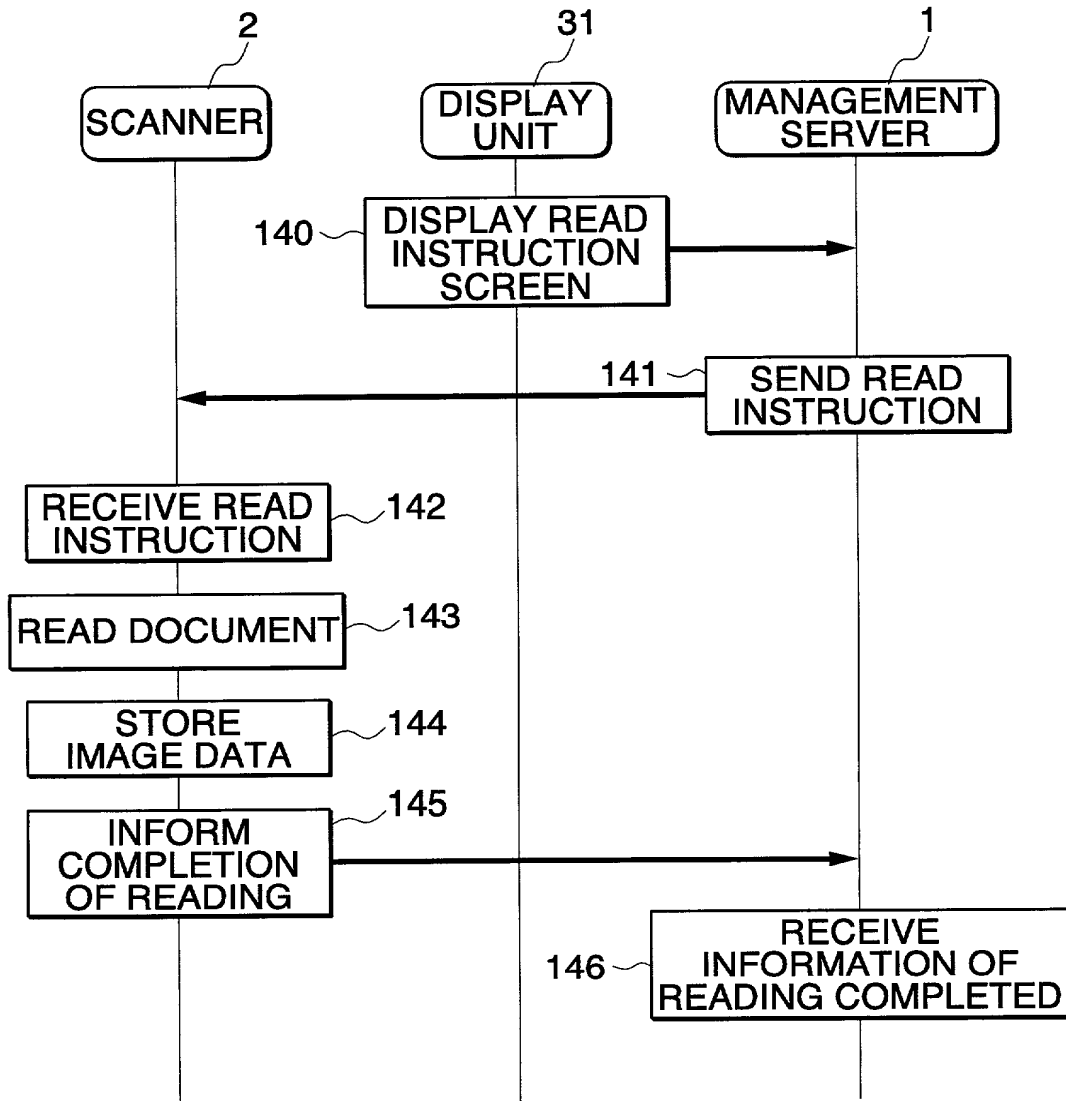 2
31
1
SCANNER
DISPLAY
UNIT
MANAGEMENT
SERVER
140
DISPLAY READ
INSTRUCTION
SCREEN
141
SEND READ
INSTRUCTION
RECEIVE READ
INSTRUCTION
142
READ DOCUMENT
143
STORE
IMAGE DATA
144
INFORM
COMPLETION
OF READING
145
146
RECEIVE
INFORMATION OF
READING COMPLETED